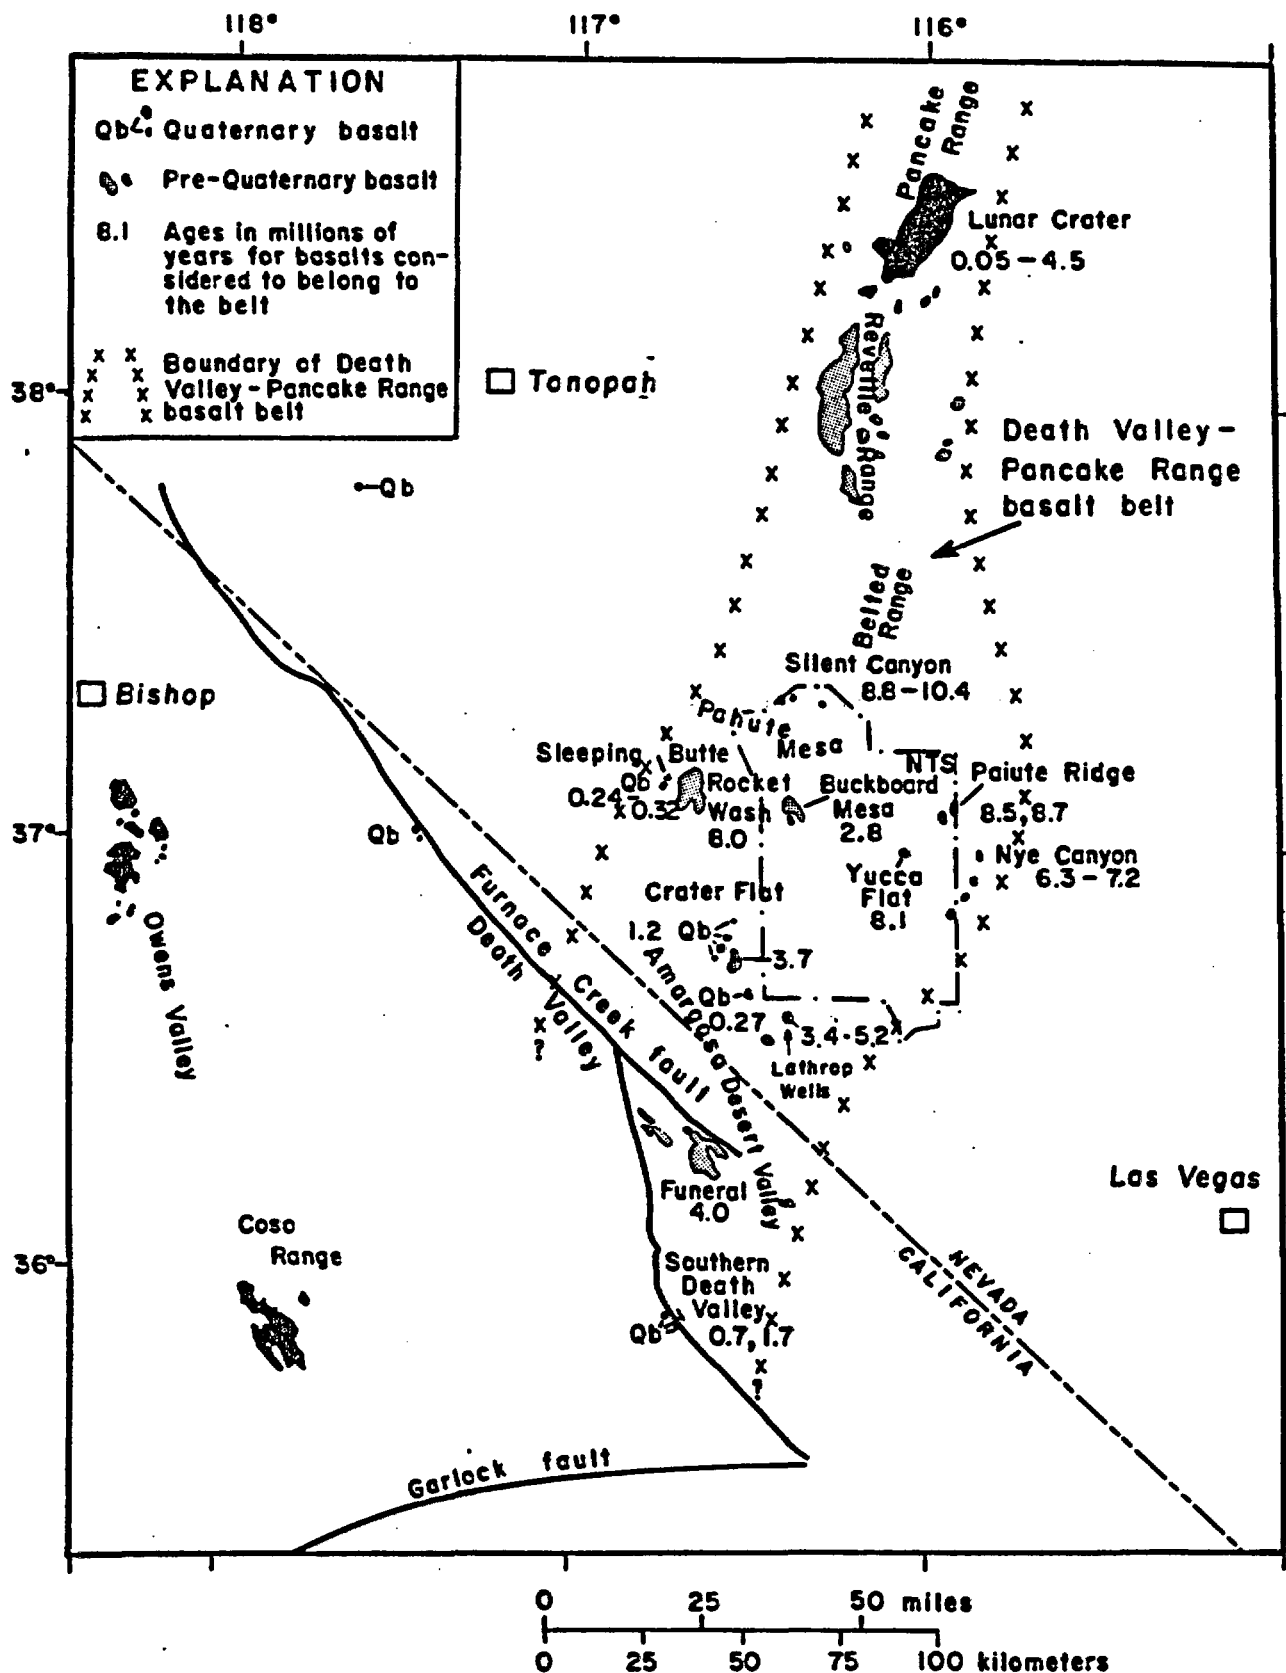 118° 117° 116°
EXPLANATION
Qb Quaternary basalt
Pre-Quaternary basalt
8.1 Ages in millions of
years for basalts con-
sidered to belong to
the belt
x x Boundary of Death
x x Valley-Pancake Range
x x basalt belt
Pancake
Range
Lunar Crater
0.05-4.5
Reveille Range
38°
Tonopah
Death Valley-
Pancake Range
basalt belt
Qb
Belted
Range
Silent Canyon
8.8-10.4
Bishop
Pahute
Mesa
Sleeping Butte
Qb
0.24-
0.32
Rocket
Wash
8.0
Buckboard
Mesa
2.8
NTS
Paiute Ridge
8.5, 8.7
37°
Qb
Nye Canyon
6.3-7.2
Yucca
Flat
8.1
Crater Flat
1.2 Qb
3.7
Owens Valley
Furnace Creek fault
Death Valley
Amargosa Desert Valley
Qb
0.27
3.4-5.2
Lathrop
Wells
?
Funeral
4.0
Las Vegas
Coso
Range
36°
Southern
Death
Valley
0.7, 1.7
Qb
?
NEVADA
CALIFORNIA
Garlock fault
0 25 50 miles
0 25 50 75 100 kilometers